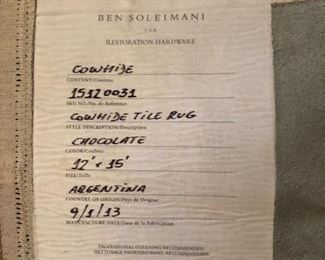 BEN SOLEIMANI
FOR
RESTORATION HARDWARE
COWHIDE
CONTENT/Contenu
15120031
SKU NO./No. de Reference
COWHIDE TILE RUG
STYLE DESCRIPTION/Description
CHOCOLATE
COLOR/Couleur
12' x 15'
SIZE/Taille
ARGENTINA
COUNTRY OF ORIGIN/Pays de Origine
9/1/13
MANUFACTURE DATE/Date de la Fabrication
PROFESSIONAL CLEANING RECOMMENDED
NETTOYAGE PROFESSIONNEL RECOMMANDÉ